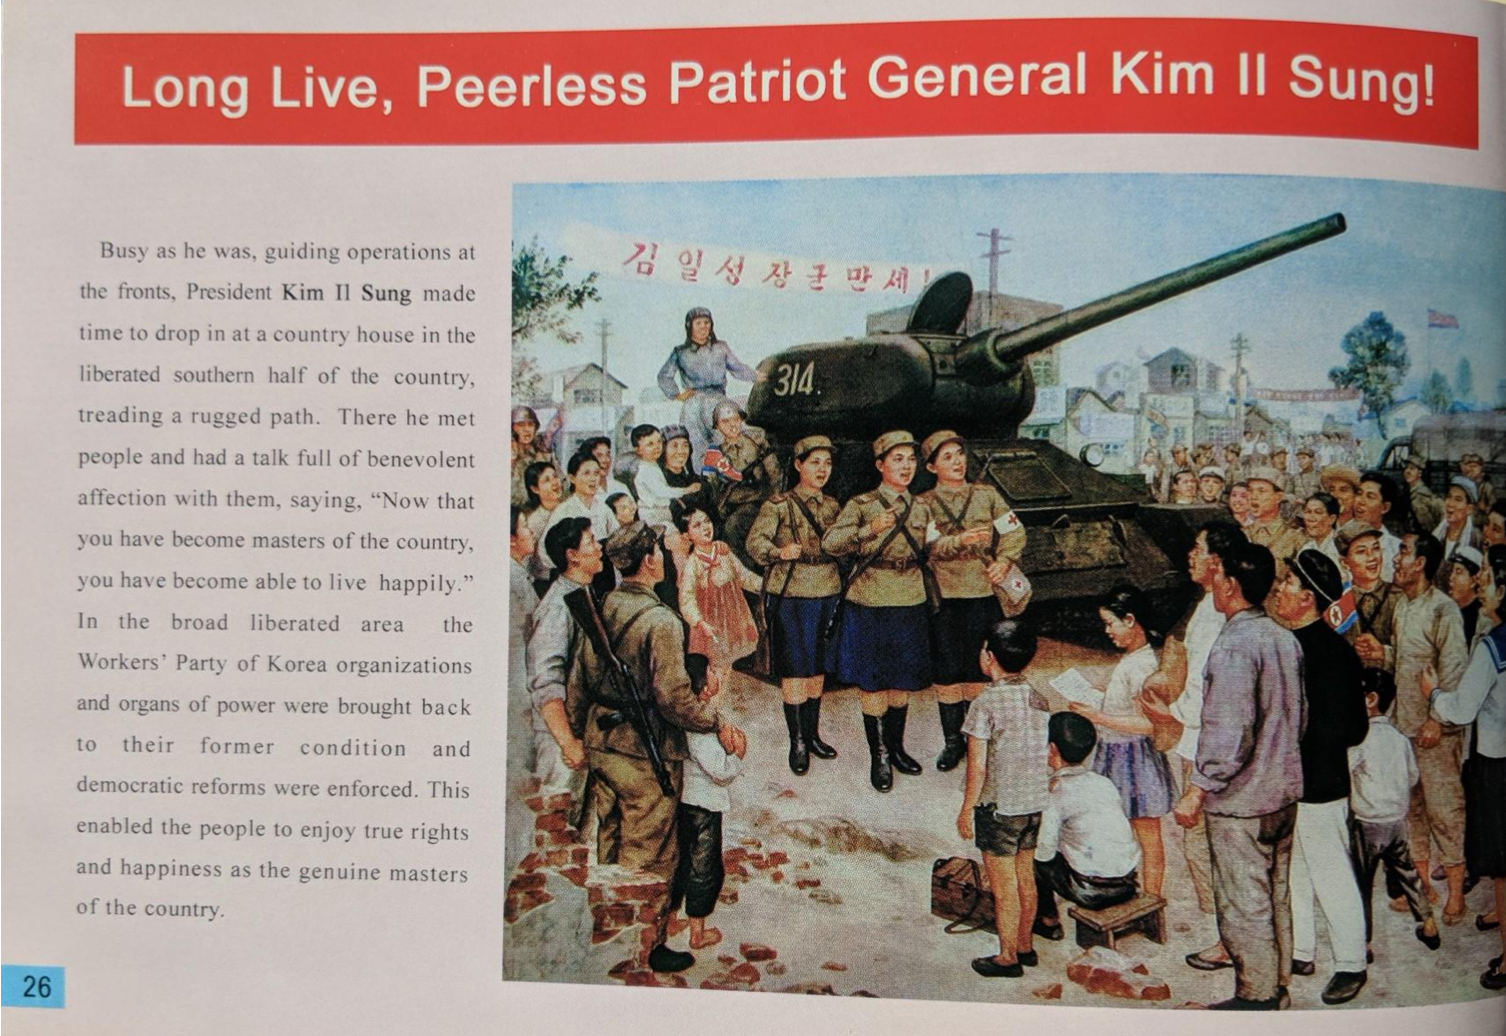 Long Live, Peerless Patriot General Kim Il Sung!
Busy as he was, guiding operations at
the fronts, President Kim Il Sung made
time to drop in at a country house in the
liberated southern half of the country,
treading a rugged path. There he met
people and had a talk full of benevolent
affection with them, saying, “Now that
you have become masters of the country,
you have become able to live happily.”
In the broad liberated area the
Workers’ Party of Korea organizations
and organs of power were brought back
to their former condition and
democratic reforms were enforced. This
enabled the people to enjoy true rights
and happiness as the genuine masters
of the country.
김일성장군만세!
314.
26